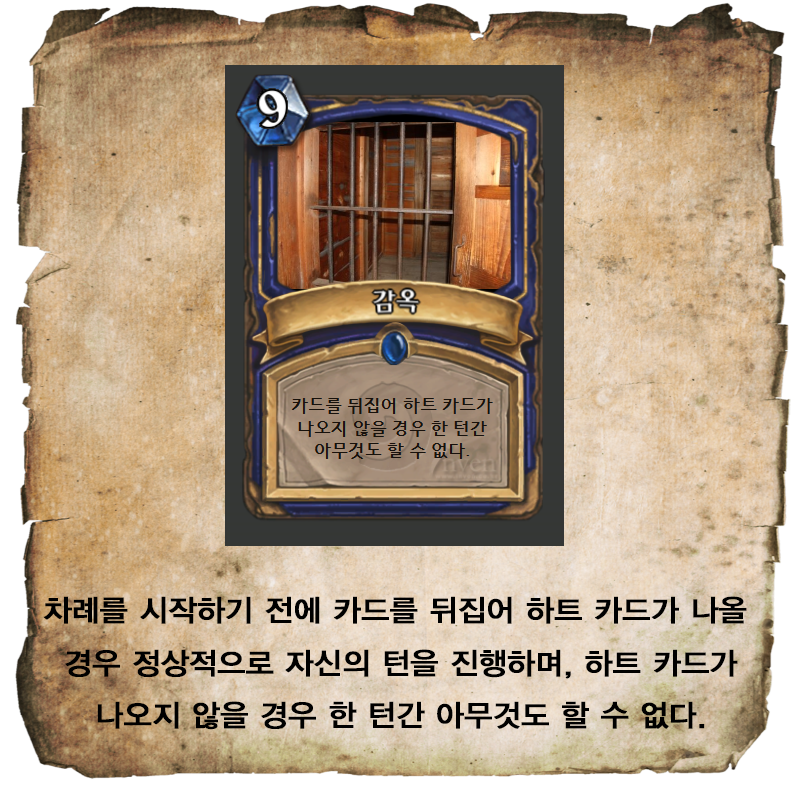 9
감옥
카드를 뒤집어 하트 카드가
나오지 않을 경우 한 턴간
아무것도 할 수 없다.
차례를 시작하기 전에 카드를 뒤집어 하트 카드가 나올
경우 정상적으로 자신의 턴을 진행하며, 하트 카드가
나오지 않을 경우 한 턴간 아무것도 할 수 없다.